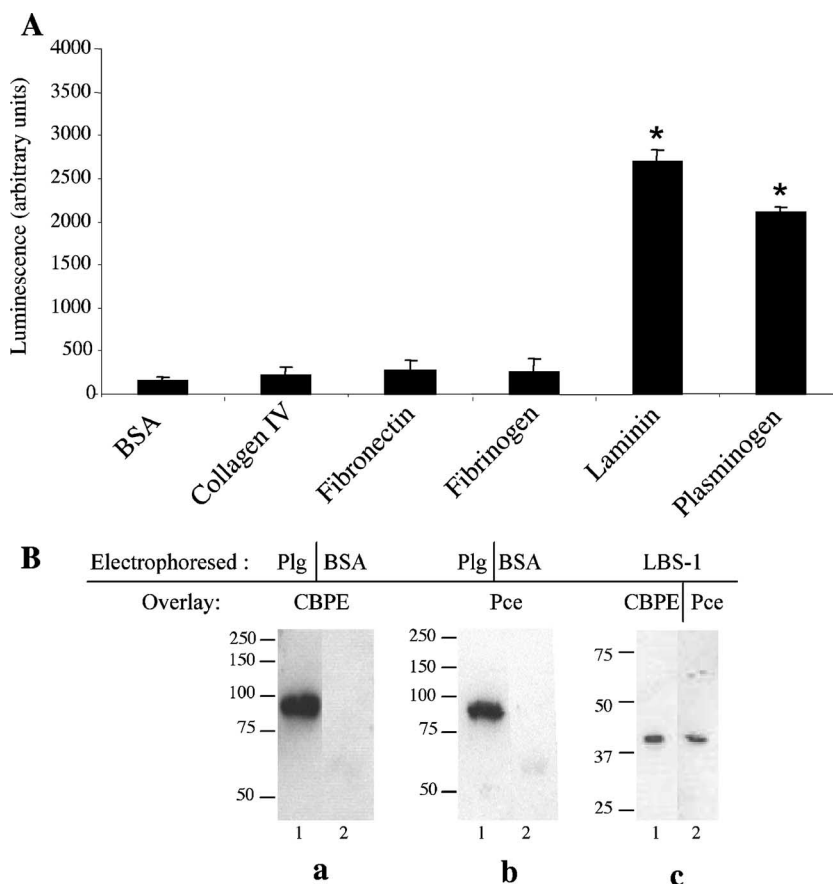 A
Luminescence (arbitrary units)
4000
3500
3000
2500
2000
1500
1000
500
0
*
*
BSA
Collagen IV
Fibronectin
Fibrinogen
Laminin
Plasminogen
B
Electrophoresed : Plg BSA Plg BSA LBS-1
Overlay: CBPE Pce CBPE Pce
250
150
100
75
50
1 2
a
250
150
100
75
50
1 2
b
75
50
37
25
1 2
c